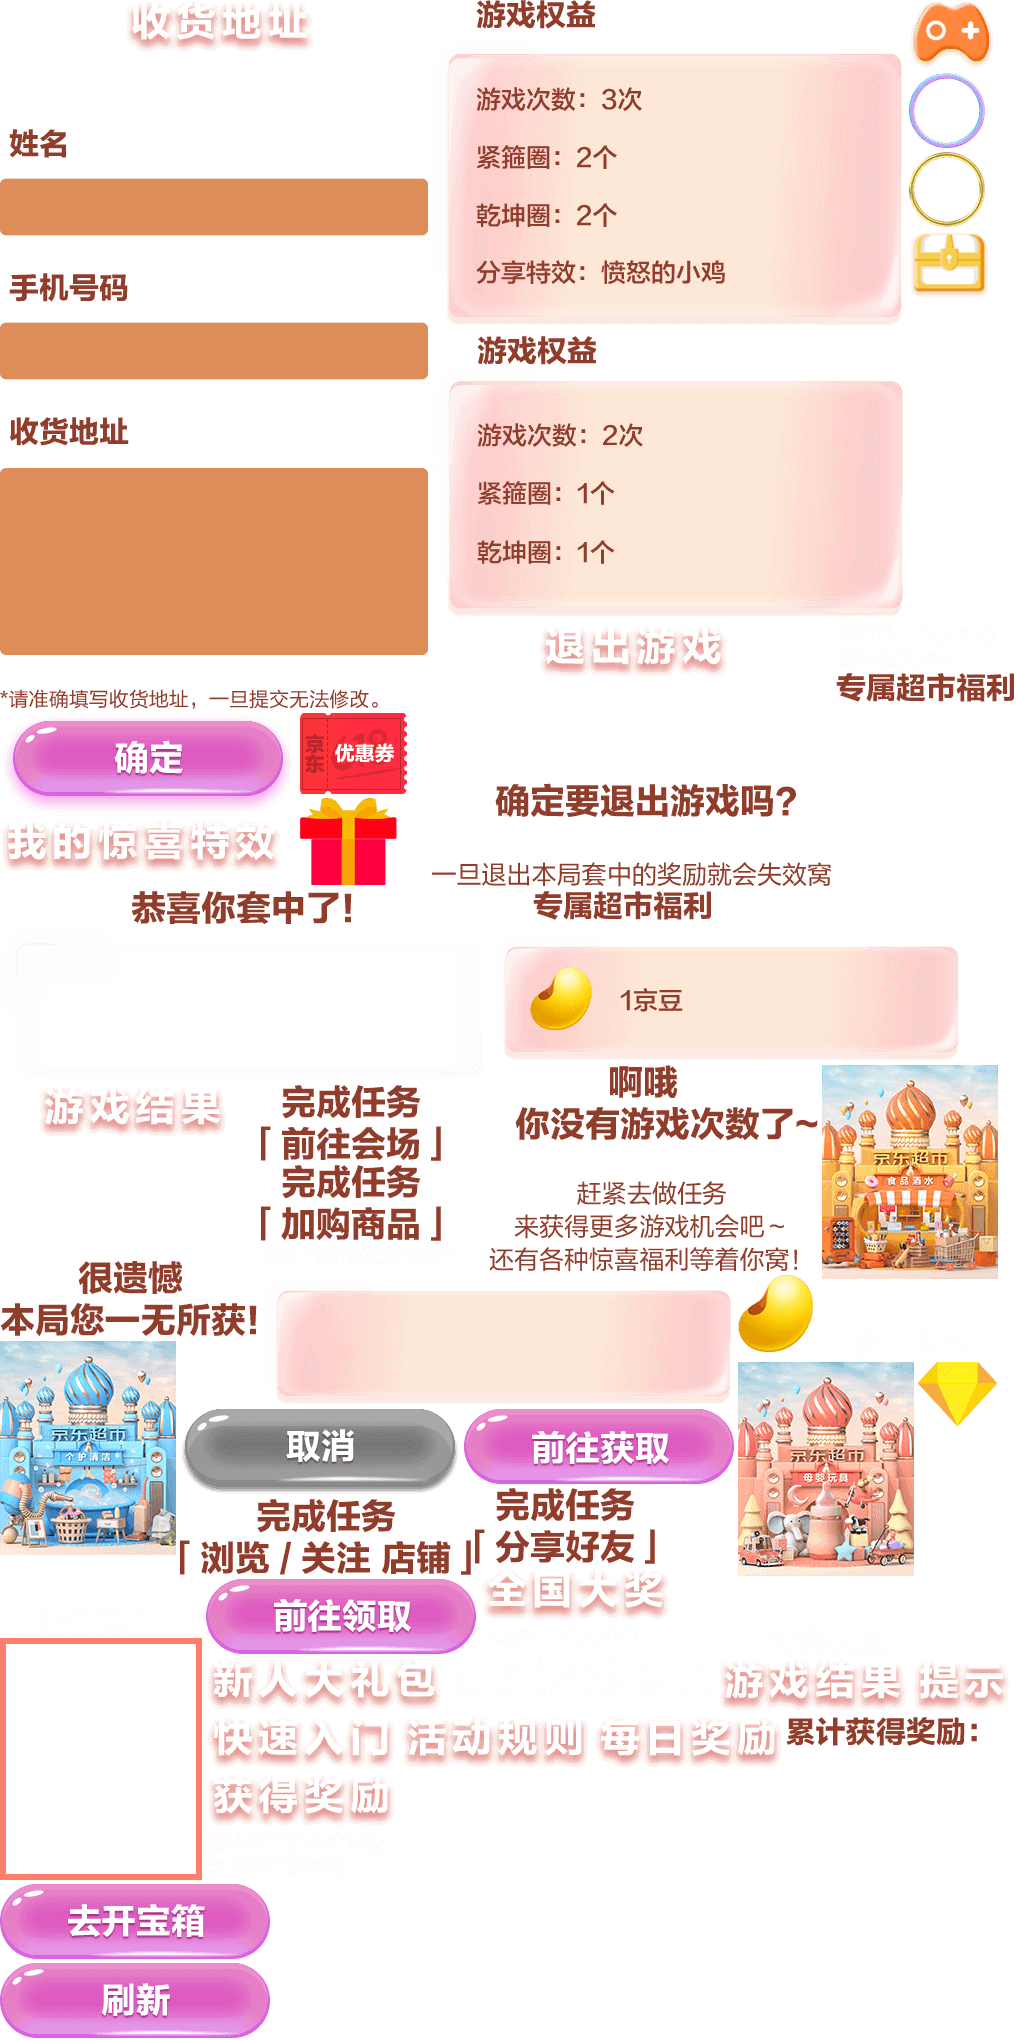 收货地址
游戏权益
游戏次数：3次
紧箍圈：2个
乾坤圈：2个
分享特效：愤怒的小鸡
姓名
手机号码
收货地址
游戏权益
游戏次数：2次
紧箍圈：1个
乾坤圈：1个
退出游戏
专属超市福利
*请准确填写收货地址，一旦提交无法修改。
确定
京东
618
优惠券
我的惊喜特效
确定要退出游戏吗？
一旦退出本局套中的奖励就会失效窝
恭喜你套中了！
专属超市福利
1京豆
游戏结果
完成任务
「 前往会场 」
完成任务
「 加购商品 」
啊哦
你没有游戏次数了~
赶紧去做任务
来获得更多游戏机会吧~
还有各种惊喜福利等着你窝！
京东超市
食品酒水
很遗憾
本局您一无所获！
京东超市
个护清洁
取消
前往获取
京东超市
母婴玩具
完成任务
「 浏览 / 关注 店铺 」
完成任务
「 分享好友 」
前往领取
全国大奖
新人大礼包
游戏结果 提示
快速入门 活动规则 每日奖励
累计获得奖励：
获得奖励
去开宝箱
刷新